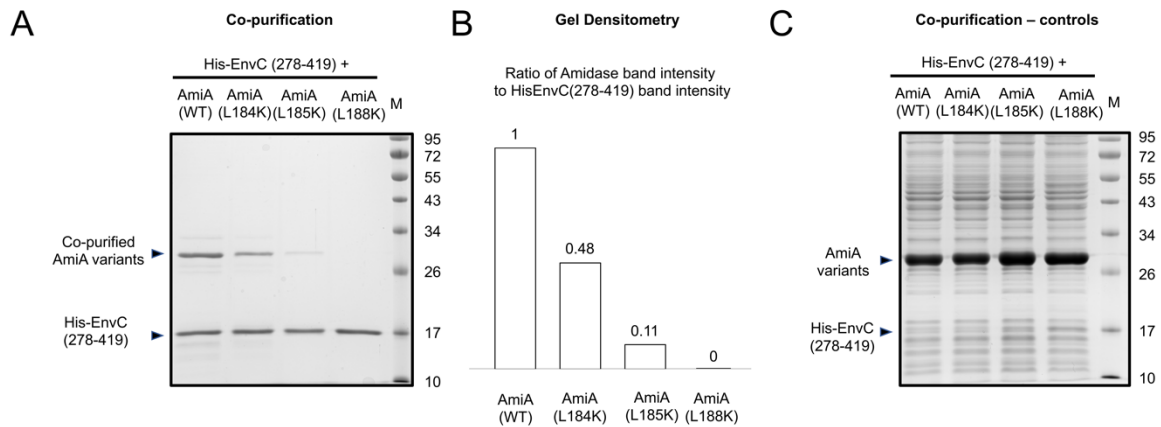 A
Co-purification
His-EnvC (278-419) +
AmiA (WT)
AmiA (L184K)
AmiA (L185K)
AmiA (L188K)
M
95
72
55
43
34
26
17
10
Co-purified
AmiA variants
His-EnvC
(278-419)
B
Gel Densitometry
Ratio of Amidase band intensity
to HisEnvC(278-419) band intensity
1
0.48
0.11
0
AmiA (WT)
AmiA (L184K)
AmiA (L185K)
AmiA (L188K)
C
Co-purification – controls
His-EnvC (278-419) +
AmiA (WT)
AmiA (L184K)
AmiA (L185K)
AmiA (L188K)
M
95
72
55
43
34
26
17
10
AmiA
variants
His-EnvC
(278-419)